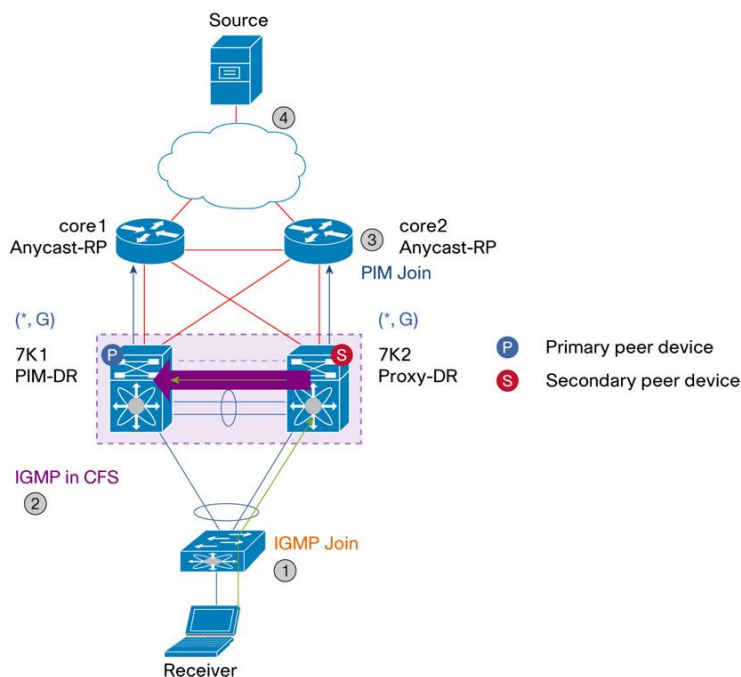 Source
4
core1
Anycast-RP
core2
Anycast-RP
3
PIM Join
(*, G)
(*, G)
7K1
PIM-DR
P
S
7K2
Proxy-DR
P Primary peer device
S Secondary peer device
IGMP in CFS
2
IGMP Join
1
Receiver